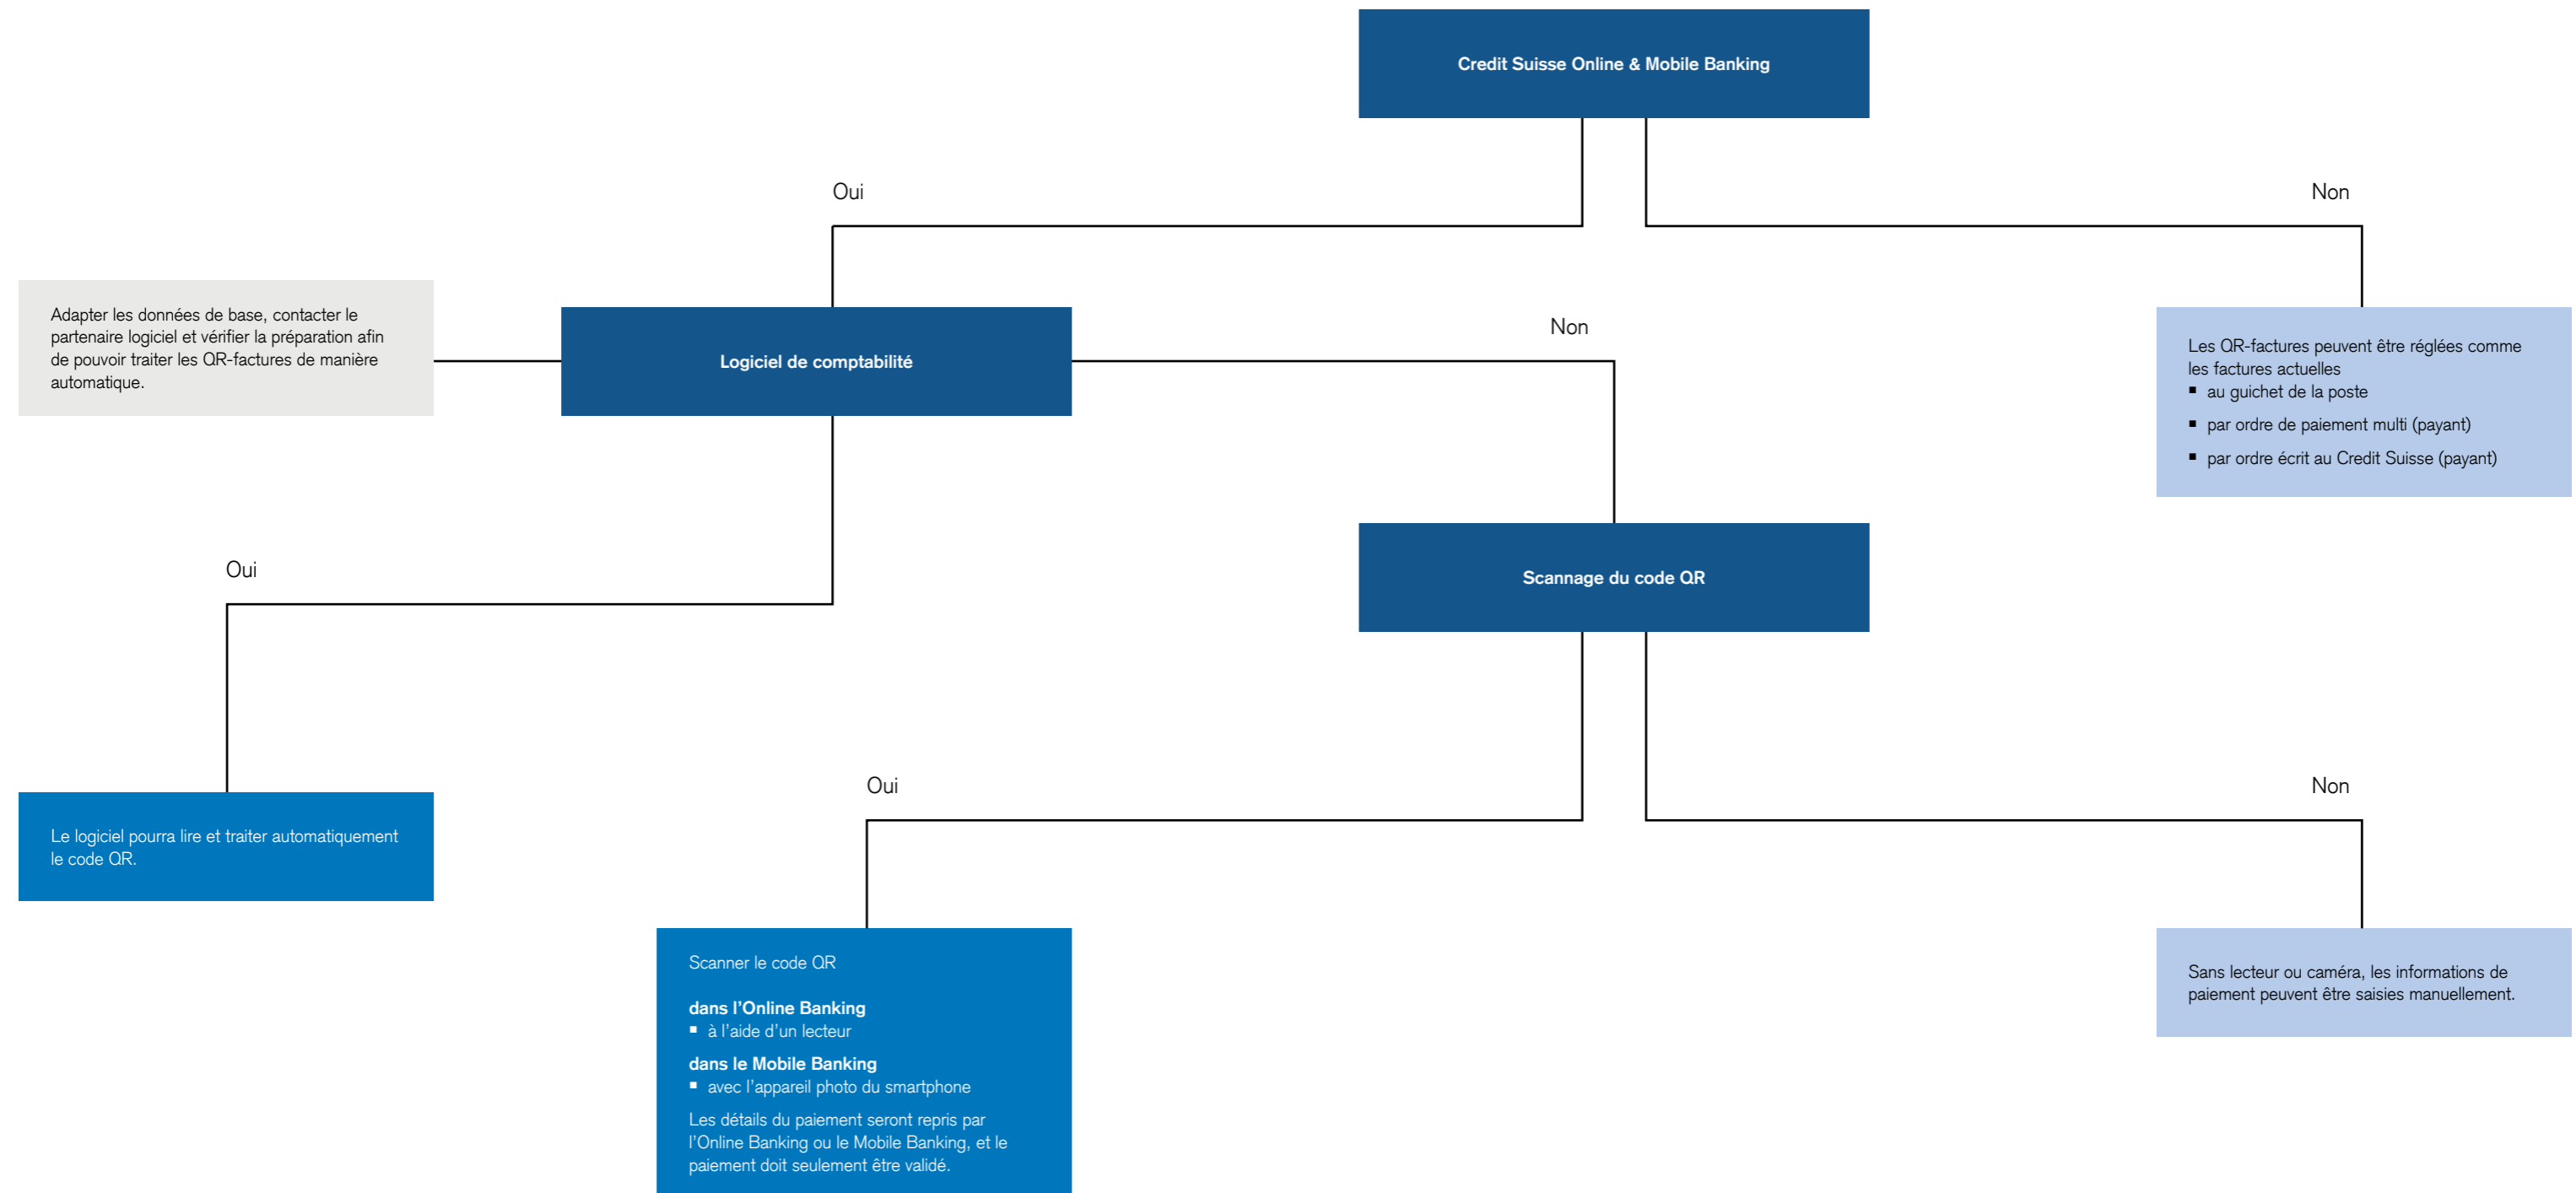 Credit Suisse Online & Mobile Banking
Oui
Non
Adapter les données de base, contacter le
partenaire logiciel et vérifier la préparation afin
de pouvoir traiter les QR-factures de manière
automatique.
Logiciel de comptabilité
Non
Les QR-factures peuvent être réglées comme
les factures actuelles
▪ au guichet de la poste
▪ par ordre de paiement multi (payant)
▪ par ordre écrit au Credit Suisse (payant)
Oui
Scannage du code QR
Oui
Non
Le logiciel pourra lire et traiter automatiquement
le code QR.
Scanner le code QR
dans l’Online Banking
▪ à l’aide d’un lecteur
dans le Mobile Banking
▪ avec l’appareil photo du smartphone
Les détails du paiement seront repris par
l’Online Banking ou le Mobile Banking, et le
paiement doit seulement être validé.
Sans lecteur ou caméra, les informations de
paiement peuvent être saisies manuellement.